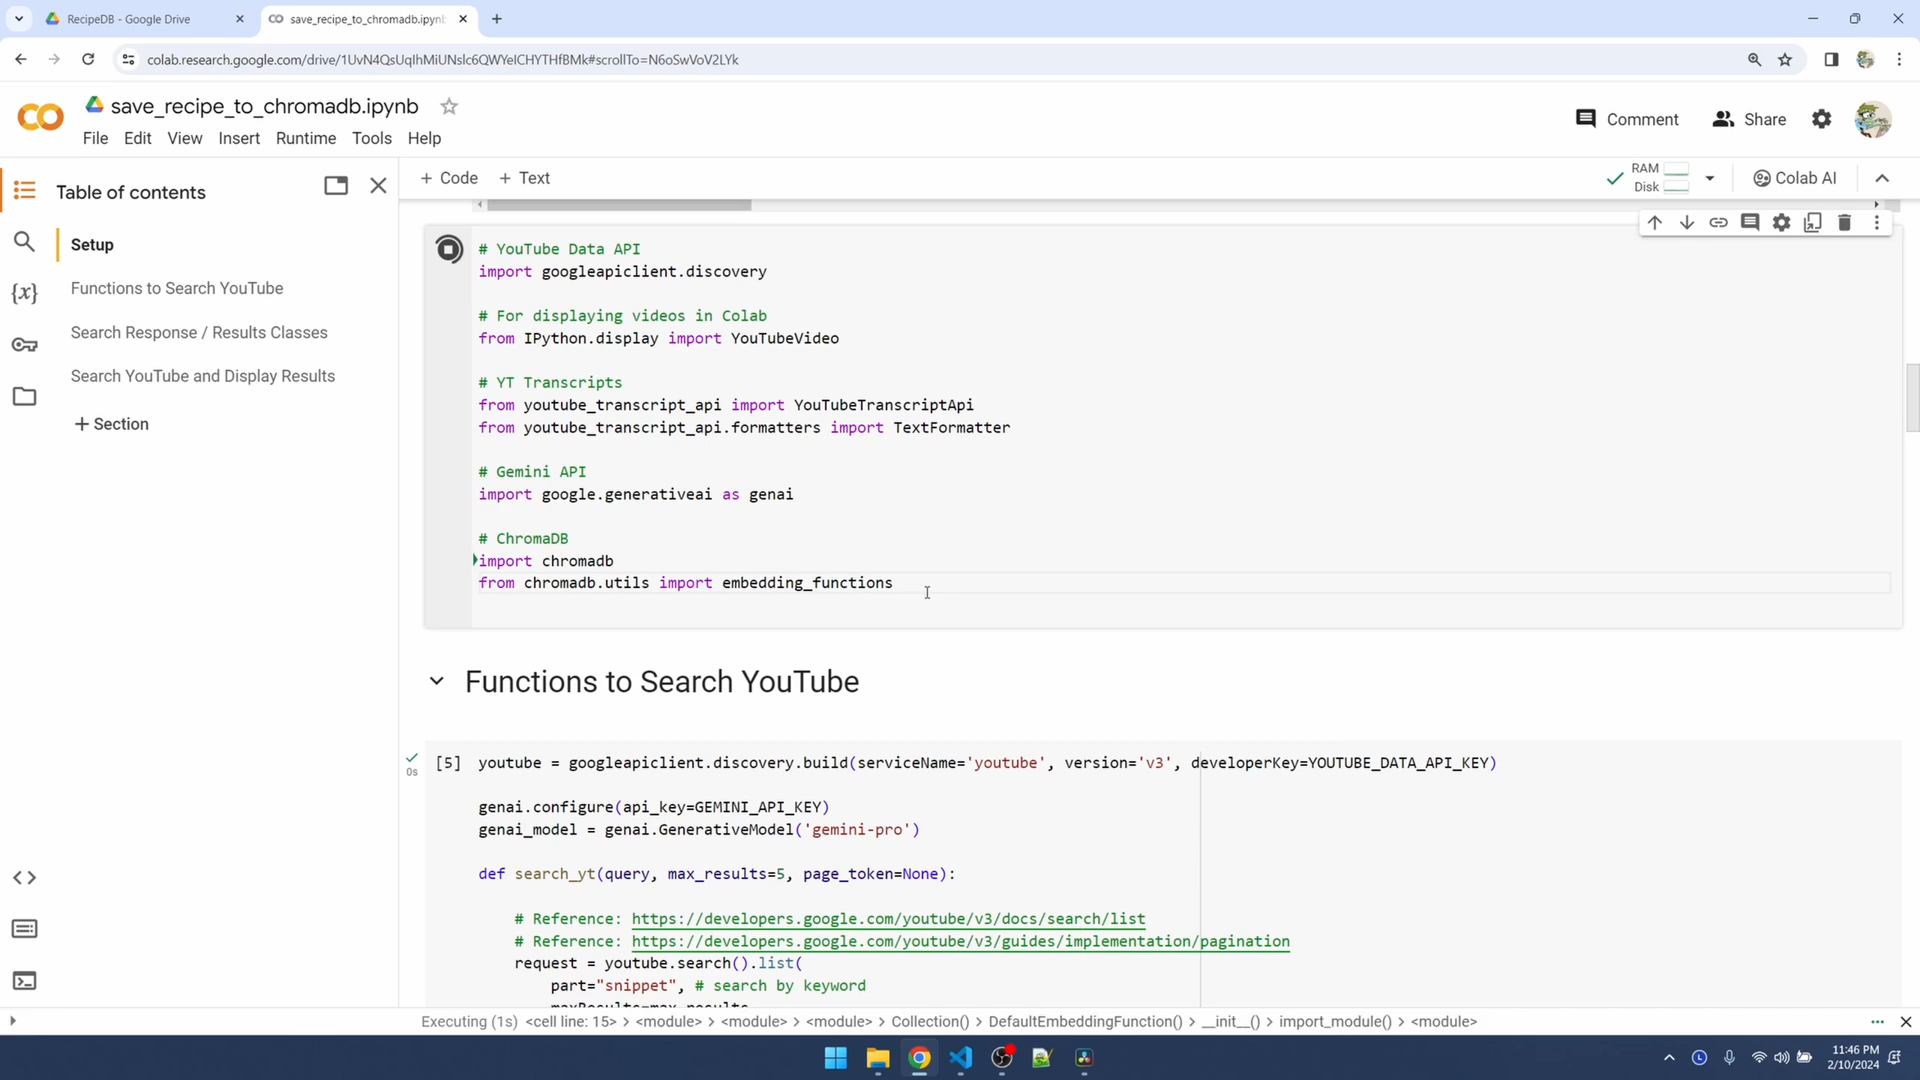 RecipeDB - Google Drive
save_recipe_to_chromadb.ipynb
colab.research.google.com/drive/1UvN4QsUqIhMiUNslc6QWYeICHYTHfBMk#scrollTo=N6oSwVoV2LYk
save_recipe_to_chromadb.ipynb
File Edit View Insert Runtime Tools Help
Comment
Share
Table of contents
Setup
Functions to Search YouTube
Search Response / Results Classes
Search YouTube and Display Results
+ Section
+ Code + Text
RAM
Disk
Colab AI
# YouTube Data API
import googleapiclient.discovery
# For displaying videos in Colab
from IPython.display import YouTubeVideo
# YT Transcripts
from youtube_transcript_api import YouTubeTranscriptApi
from youtube_transcript_api.formatters import TextFormatter
# Gemini API
import google.generativeai as genai
# ChromaDB
import chromadb
from chromadb.utils import embedding_functions
Functions to Search YouTube
0s
[5] youtube = googleapiclient.discovery.build(serviceName='youtube', version='v3', developerKey=YOUTUBE_DATA_API_KEY)
genai.configure(api_key=GEMINI_API_KEY)
genai_model = genai.GenerativeModel('gemini-pro')
def search_yt(query, max_results=5, page_token=None):
# Reference: https://developers.google.com/youtube/v3/docs/search/list
# Reference: https://developers.google.com/youtube/v3/guides/implementation/pagination
request = youtube.search().list(
part="snippet", # search by keyword
maxResults=max_results
Executing (1s) <cell line: 15> > <module> > <module> > <module> > Collection() > DefaultEmbeddingFunction() > __init__() > import_module() > <module>
11:46 PM
2/10/2024